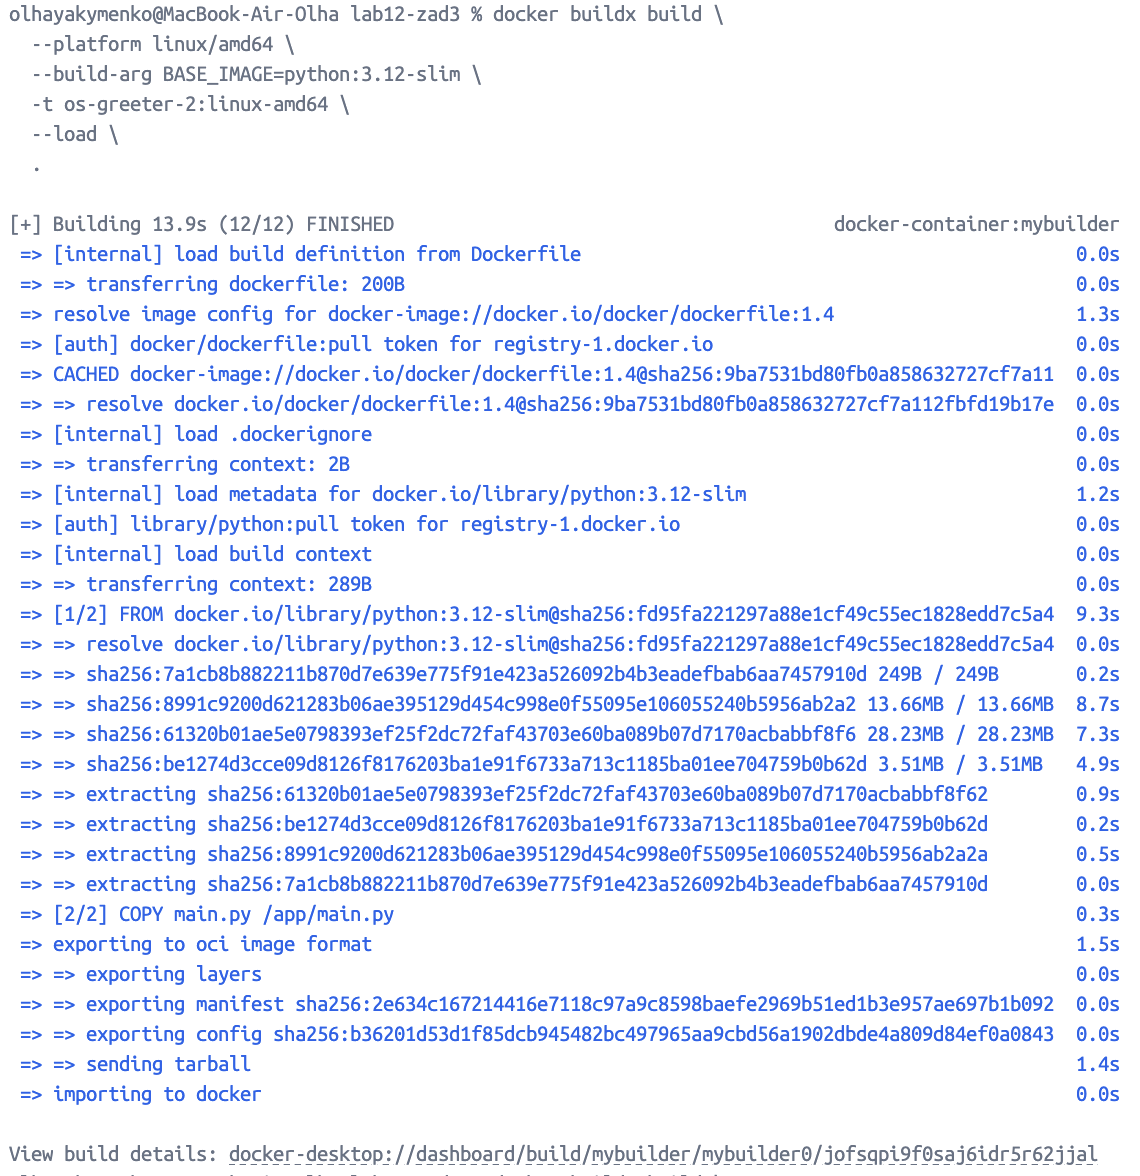 olhayakymenko@MacBook-Air-Olha lab12-zad3 % docker buildx build \
--platform linux/amd64 \
--build-arg BASE_IMAGE=python:3.12-slim \
-t os-greeter-2:linux-amd64 \
--load \
.
[+] Building 13.9s (12/12) FINISHED docker-container:mybuilder
=> [internal] load build definition from Dockerfile 0.0s
=> => transferring dockerfile: 200B 0.0s
=> resolve image config for docker-image://docker.io/docker/dockerfile:1.4 1.3s
=> [auth] docker/dockerfile:pull token for registry-1.docker.io 0.0s
=> CACHED docker-image://docker.io/docker/dockerfile:1.4@sha256:9ba7531bd80fb0a858632727cf7a11 0.0s
=> => resolve docker.io/docker/dockerfile:1.4@sha256:9ba7531bd80fb0a858632727cf7a112fbfd19b17e 0.0s
=> [internal] load .dockerignore 0.0s
=> => transferring context: 2B 0.0s
=> [internal] load metadata for docker.io/library/python:3.12-slim 1.2s
=> [auth] library/python:pull token for registry-1.docker.io 0.0s
=> [internal] load build context 0.0s
=> => transferring context: 289B 0.0s
=> [1/2] FROM docker.io/library/python:3.12-slim@sha256:fd95fa221297a88e1cf49c55ec1828edd7c5a4 9.3s
=> => resolve docker.io/library/python:3.12-slim@sha256:fd95fa221297a88e1cf49c55ec1828edd7c5a4 0.0s
=> => sha256:7a1cb8b882211b870d7e639e775f91e423a526092b4b3eadefbab6aa7457910d 249B / 249B 0.2s
=> => sha256:8991c9200d621283b06ae395129d454c998e0f55095e106055240b5956ab2a2 13.66MB / 13.66MB 8.7s
=> => sha256:61320b01ae5e0798393ef25f2dc72faf43703e60ba089b07d7170acbabbf8f6 28.23MB / 28.23MB 7.3s
=> => sha256:be1274d3cce09d8126f8176203ba1e91f6733a713c1185ba01ee704759b0b62d 3.51MB / 3.51MB 4.9s
=> => extracting sha256:61320b01ae5e0798393ef25f2dc72faf43703e60ba089b07d7170acbabbf8f62 0.9s
=> => extracting sha256:be1274d3cce09d8126f8176203ba1e91f6733a713c1185ba01ee704759b0b62d 0.2s
=> => extracting sha256:8991c9200d621283b06ae395129d454c998e0f55095e106055240b5956ab2a2a 0.5s
=> => extracting sha256:7a1cb8b882211b870d7e639e775f91e423a526092b4b3eadefbab6aa7457910d 0.0s
=> [2/2] COPY main.py /app/main.py 0.3s
=> exporting to oci image format 1.5s
=> => exporting layers 0.0s
=> => exporting manifest sha256:2e634c167214416e7118c97a9c8598baefe2969b51ed1b3e957ae697b1b092 0.0s
=> => exporting config sha256:b36201d53d1f85dcb945482bc497965aa9cbd56a1902dbde4a809d84ef0a0843 0.0s
=> => sending tarball 1.4s
=> importing to docker 0.0s
View build details: docker-desktop://dashboard/build/mybuilder/mybuilder0/jofsqpi9f0saj6idr5r62jjal